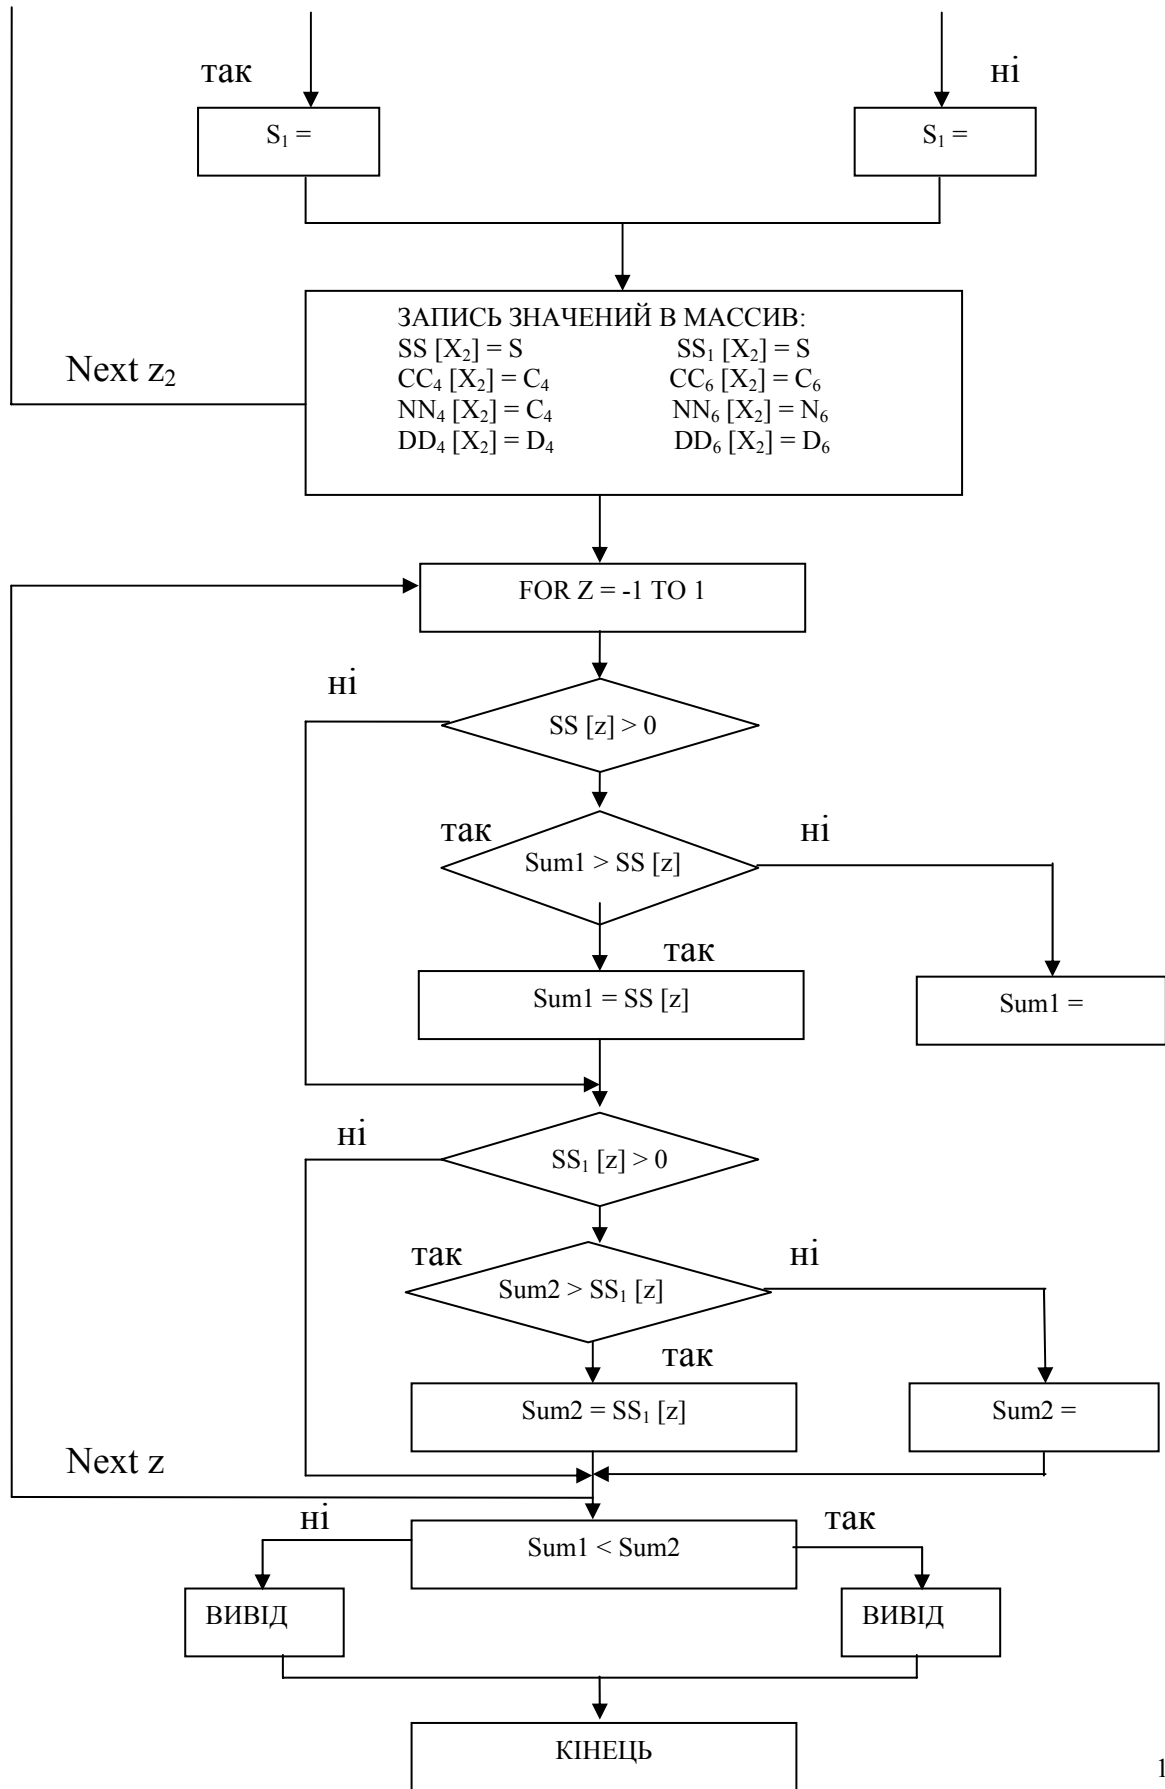 так
ні
S₁ =
S₁ =
ЗАПИСЬ ЗНАЧЕНИЙ В МАССИВ:
SS [X₂] = S SS₁ [X₂] = S
CC₄ [X₂] = C₄ CC₆ [X₂] = C₆
NN₄ [X₂] = C₄ NN₆ [X₂] = N₆
DD₄ [X₂] = D₄ DD₆ [X₂] = D₆
Next z₂
FOR Z = -1 TO 1
ні
SS [z] > 0
так
ні
Sum1 > SS [z]
так
Sum1 = SS [z]
Sum1 =
ні
SS₁ [z] > 0
так
ні
Sum2 > SS₁ [z]
так
Sum2 = SS₁ [z]
Sum2 =
Next z
ні
так
Sum1 < Sum2
ВИВІД
ВИВІД
КІНЕЦЬ
1